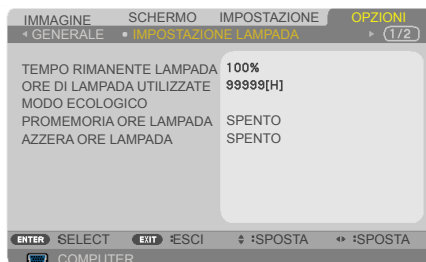 IMMAGINE SCHERMO IMPOSTAZIONE OPZIONI
GENERALE • IMPOSTAZIONE LAMPADA 1/2
TEMPO RIMANENTE LAMPADA 100%
ORE DI LAMPADA UTILIZZATE 99999[H]
MODO ECOLOGICO
PROMEMORIA ORE LAMPADA SPENTO
AZZERA ORE LAMPADA SPENTO
ENTER :SELECT EXIT :ESCI :SPOSTA :SPOSTA
COMPUTER